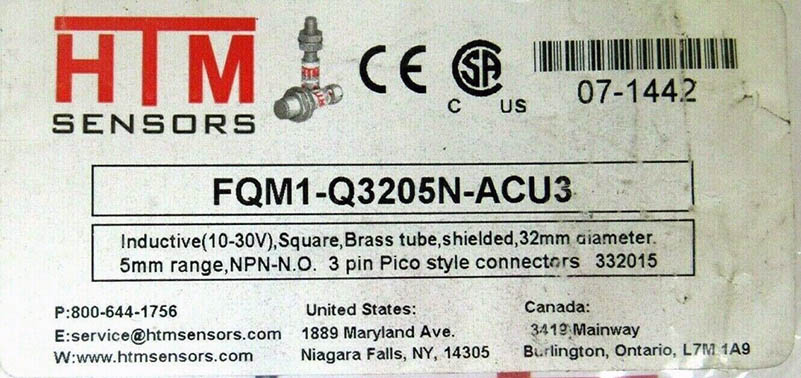 HTM
SENSORS
CE
SA
C US
07-1442
FQM1-Q3205N-ACU3
Inductive(10-30V),Square,Brass tube,shielded,32mm diameter.
5mm range,NPN-N.O. 3 pin Pico style connectors 332015
P:800-644-1756
E:service@htmsensors.com
W:www.htmsensors.com
United States:
1889 Maryland Ave.
Niagara Falls, NY, 14305
Canada:
3419 Mainway
Burlington, Ontario, L7M 1A9